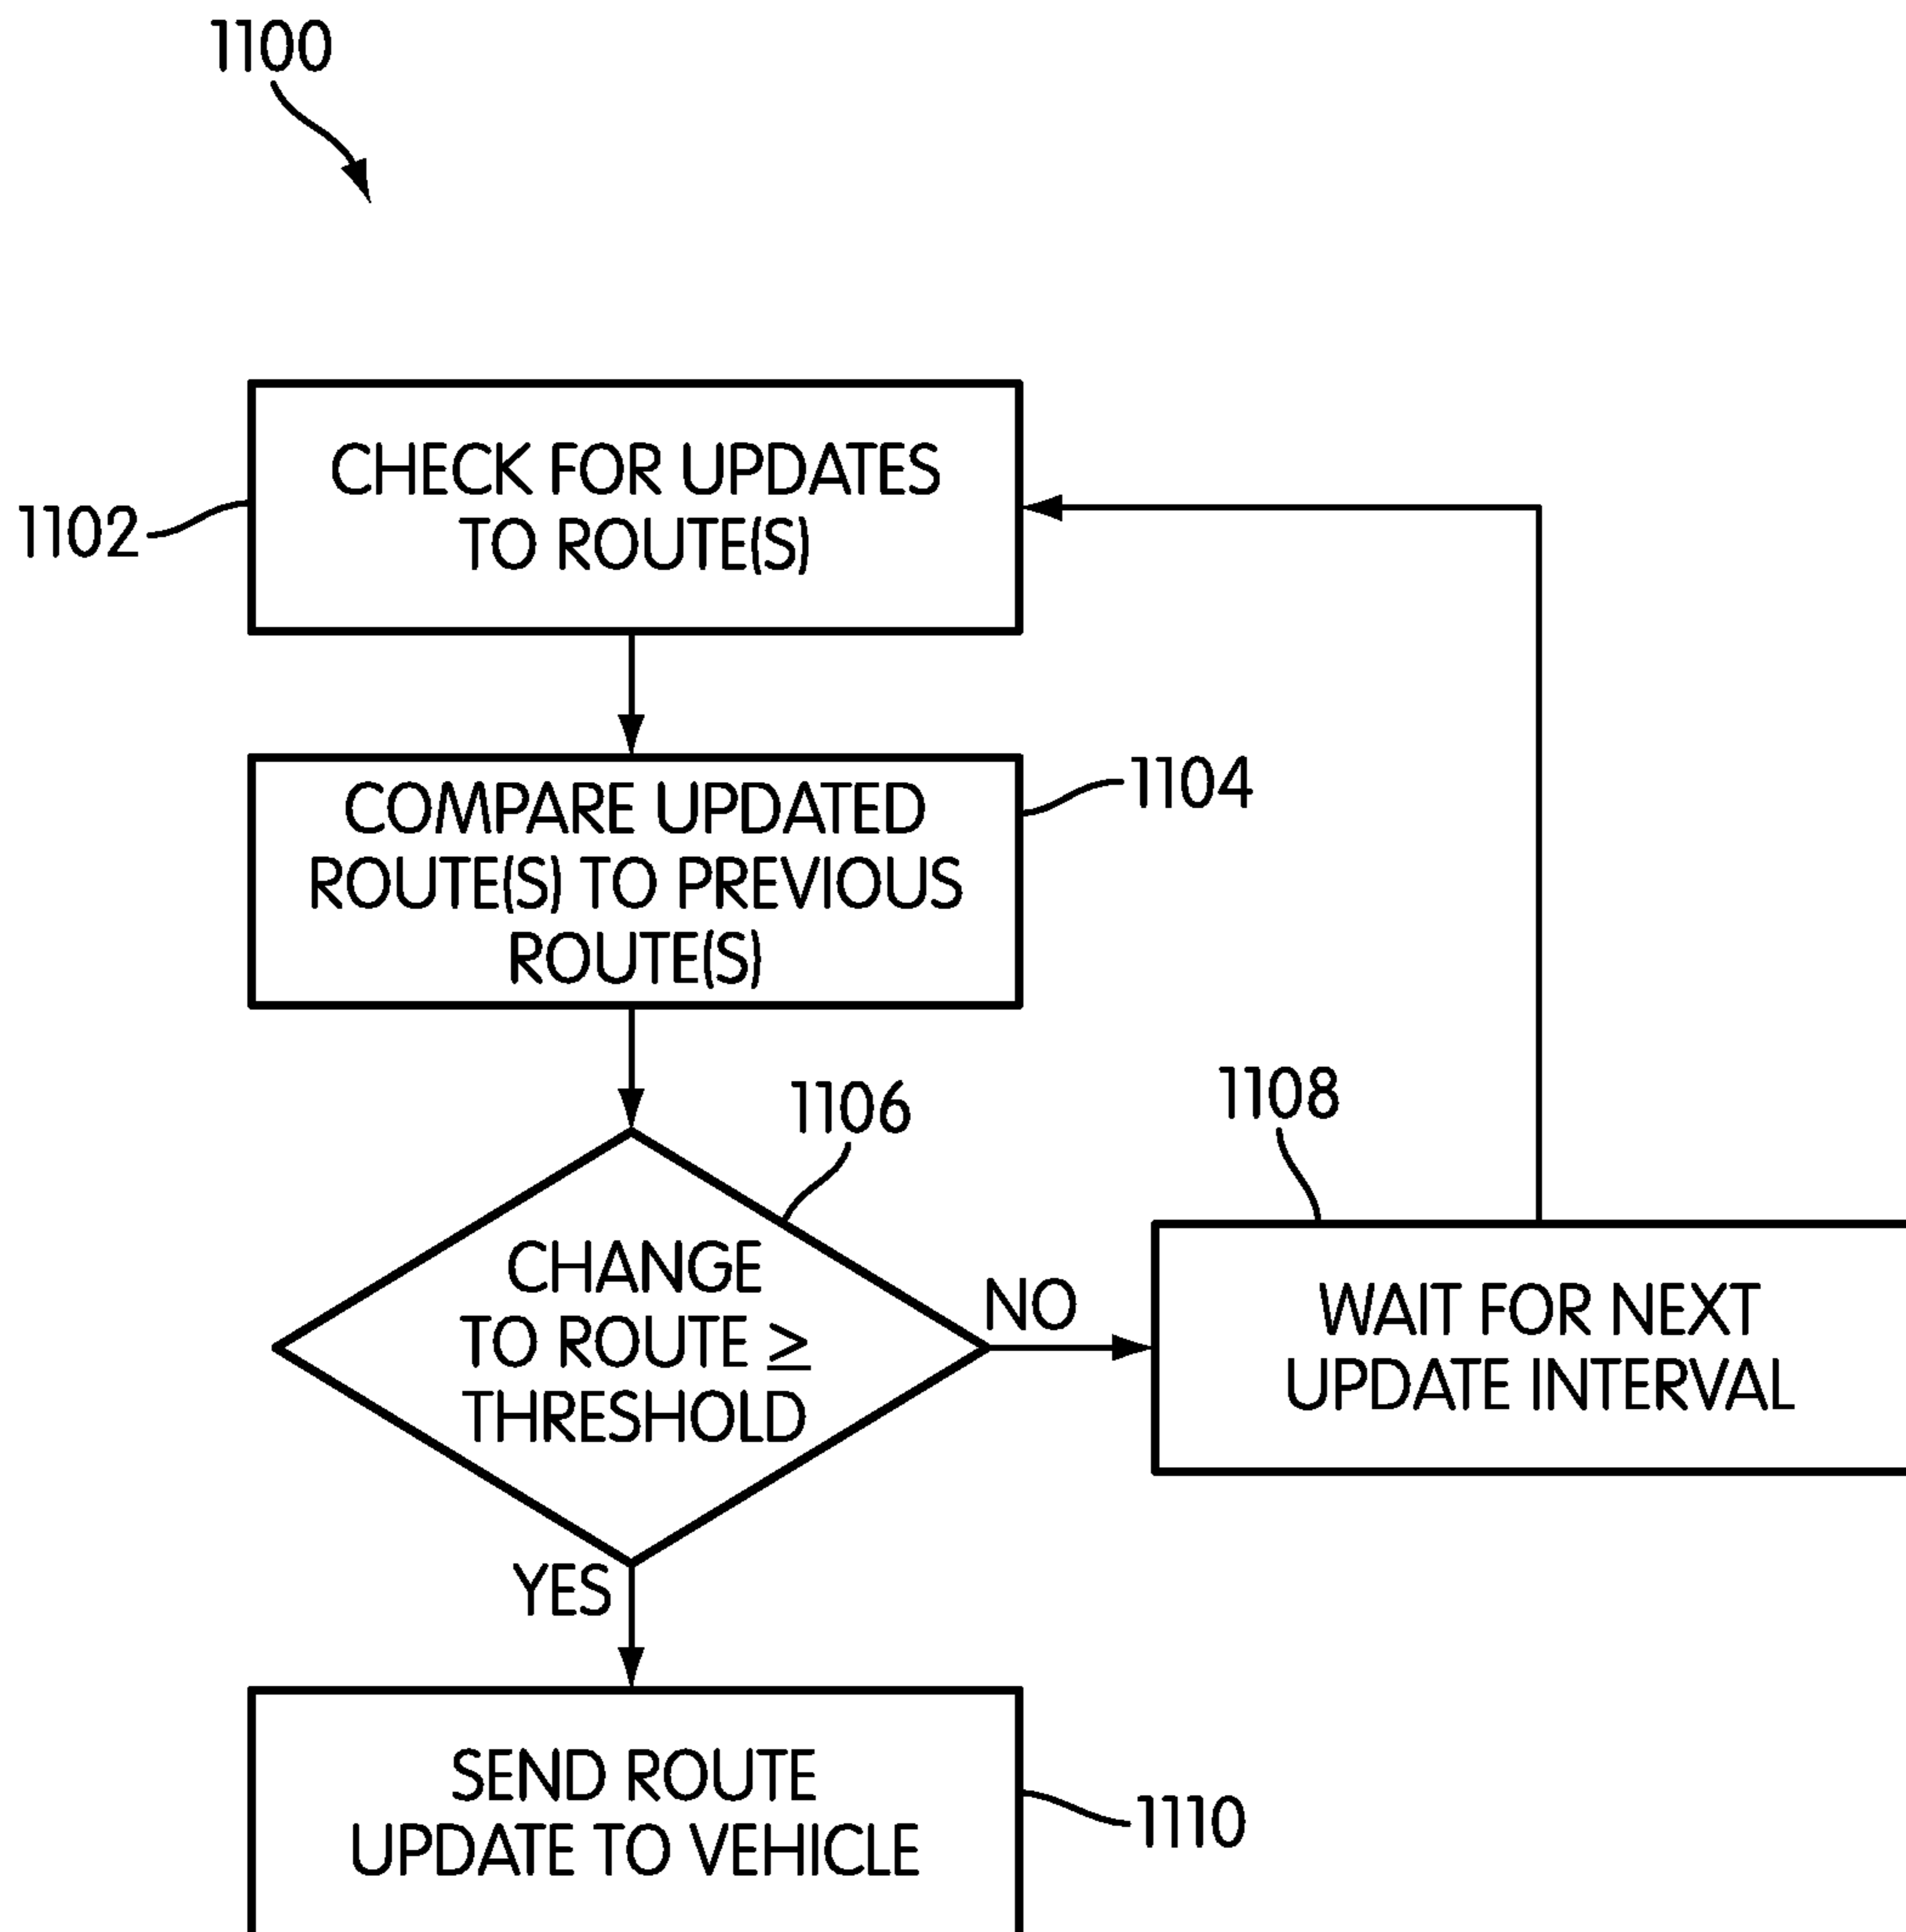 1100
CHECK FOR UPDATES
TO ROUTE(S)
1102
COMPARE UPDATED
ROUTE(S) TO PREVIOUS
ROUTE(S)
1104
1106
CHANGE
TO ROUTE ≥
THRESHOLD
NO
1108
WAIT FOR NEXT
UPDATE INTERVAL
YES
SEND ROUTE
UPDATE TO VEHICLE
1110